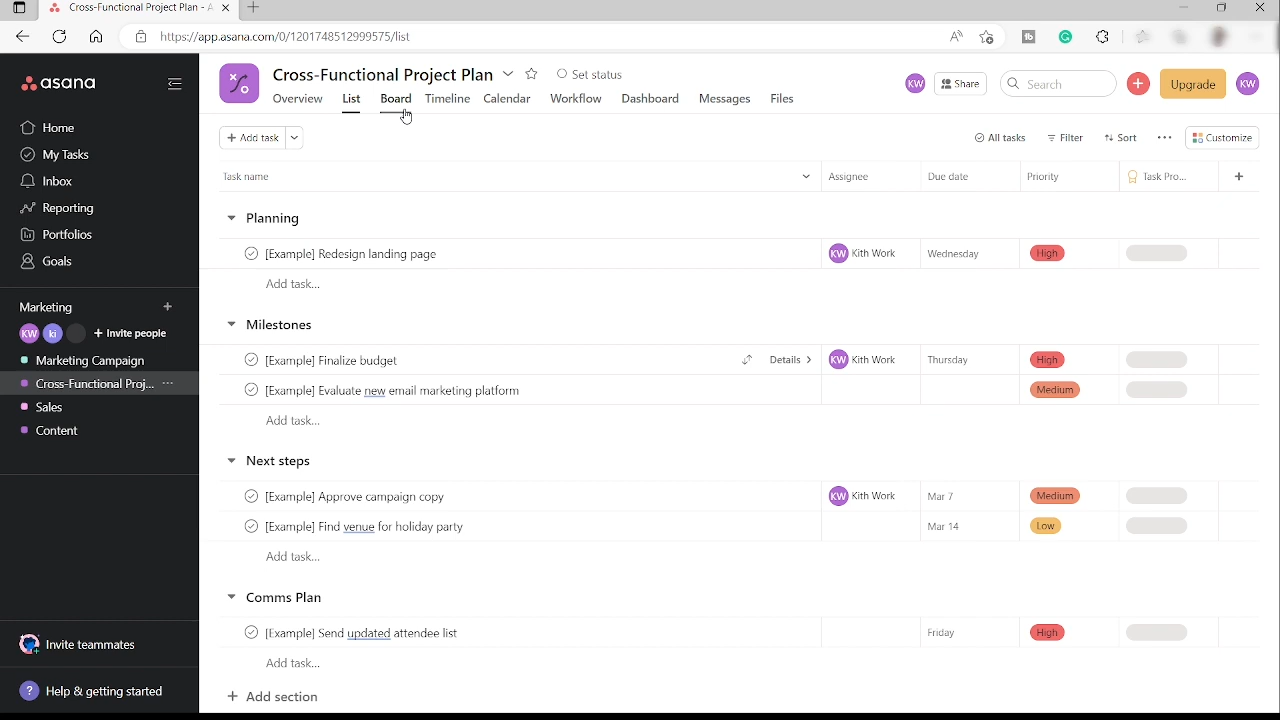 Cross-Functional Project Plan - A
https://app.asana.com/0/1201748512999575/list
asana
Home
My Tasks
Inbox
Reporting
Portfolios
Goals
Marketing
KW ki + Invite people
Marketing Campaign
Cross-Functional Proj... ...
Sales
Content
Invite teammates
? Help & getting started
Cross-Functional Project Plan
Set status
Overview List Board Timeline Calendar Workflow Dashboard Messages Files
KW Share Search + Upgrade KW
+ Add task
All tasks Filter Sort ... Customize
Task name Assignee Due date Priority Task Pro... +
Planning
[Example] Redesign landing page KW Kith Work Wednesday High
Add task...
Milestones
[Example] Finalize budget Details > KW Kith Work Thursday High
[Example] Evaluate new email marketing platform Medium
Add task...
Next steps
[Example] Approve campaign copy KW Kith Work Mar 7 Medium
[Example] Find venue for holiday party Mar 14 Low
Add task...
Comms Plan
[Example] Send updated attendee list Friday High
Add task...
+ Add section